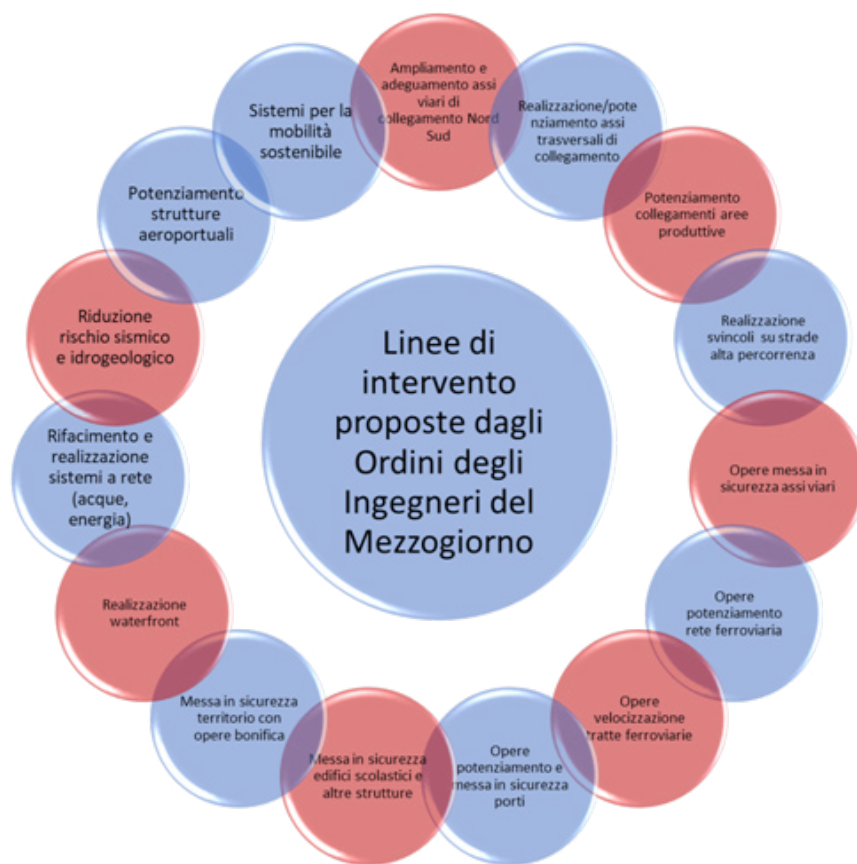 Linee di
intervento
proposte dagli
Ordini degli
Ingegneri del
Mezzogiorno
Ampliamento e
adeguamento assi
viari di
collegamento Nord
Sud
Realizzazione/pote
nziamento assi
trasversali di
collegamento
Potenziamento
collegamenti aree
produttive
Realizzazione
svincoli su strade
alta percorrenza
Opere messa in
sicurezza assi viari
Opere
potenziamento
rete ferroviaria
Opere
velocizzazione
tratte ferroviarie
Opere
potenziamento e
messa in sicurezza
porti
Messa in sicurezza
edifici scolastici e
altre strutture
Messa in sicurezza
territorio con
opere bonifica
Realizzazione
waterfront
Rifacimento e
realizzazione
sistemi a rete
(acque,
energia)
Riduzione
rischio sismico
e idrogeologico
Potenziamento
strutture
aeroportuali
Sistemi per la
mobilità
sostenibile